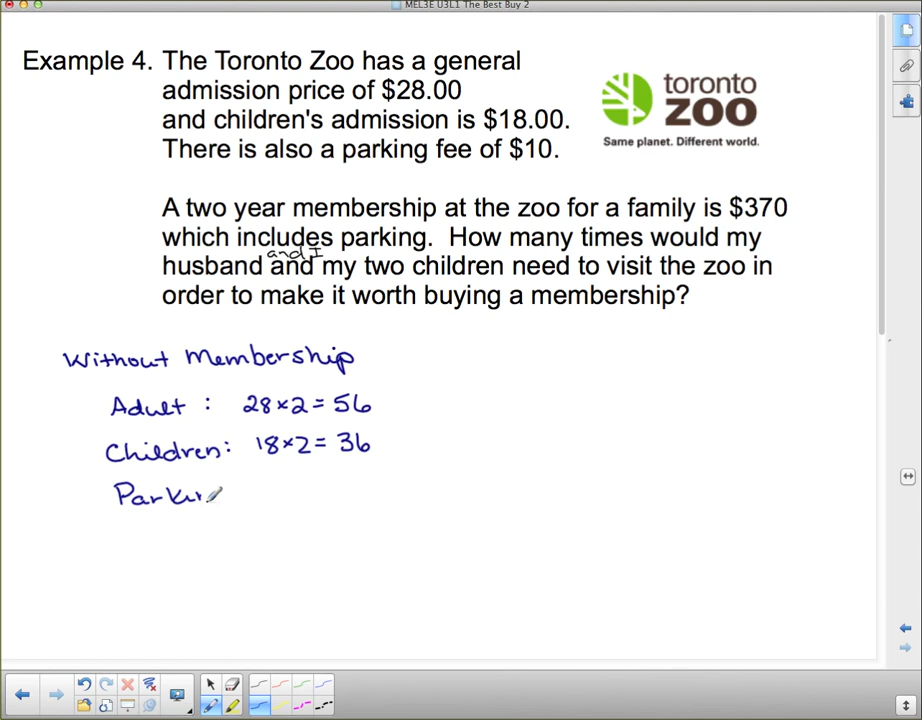 MEL3E U3L1 The Best Buy 2
Example 4. The Toronto Zoo has a general
admission price of $28.00
and children's admission is $18.00.
There is also a parking fee of $10.
toronto
ZOO
Same planet. Different world.
A two year membership at the zoo for a family is $370
which includes parking. How many times would my
and I
husband and my two children need to visit the zoo in
order to make it worth buying a membership?
Without Membership
Adult : 28×2=56
Children: 18×2= 36
Parkin